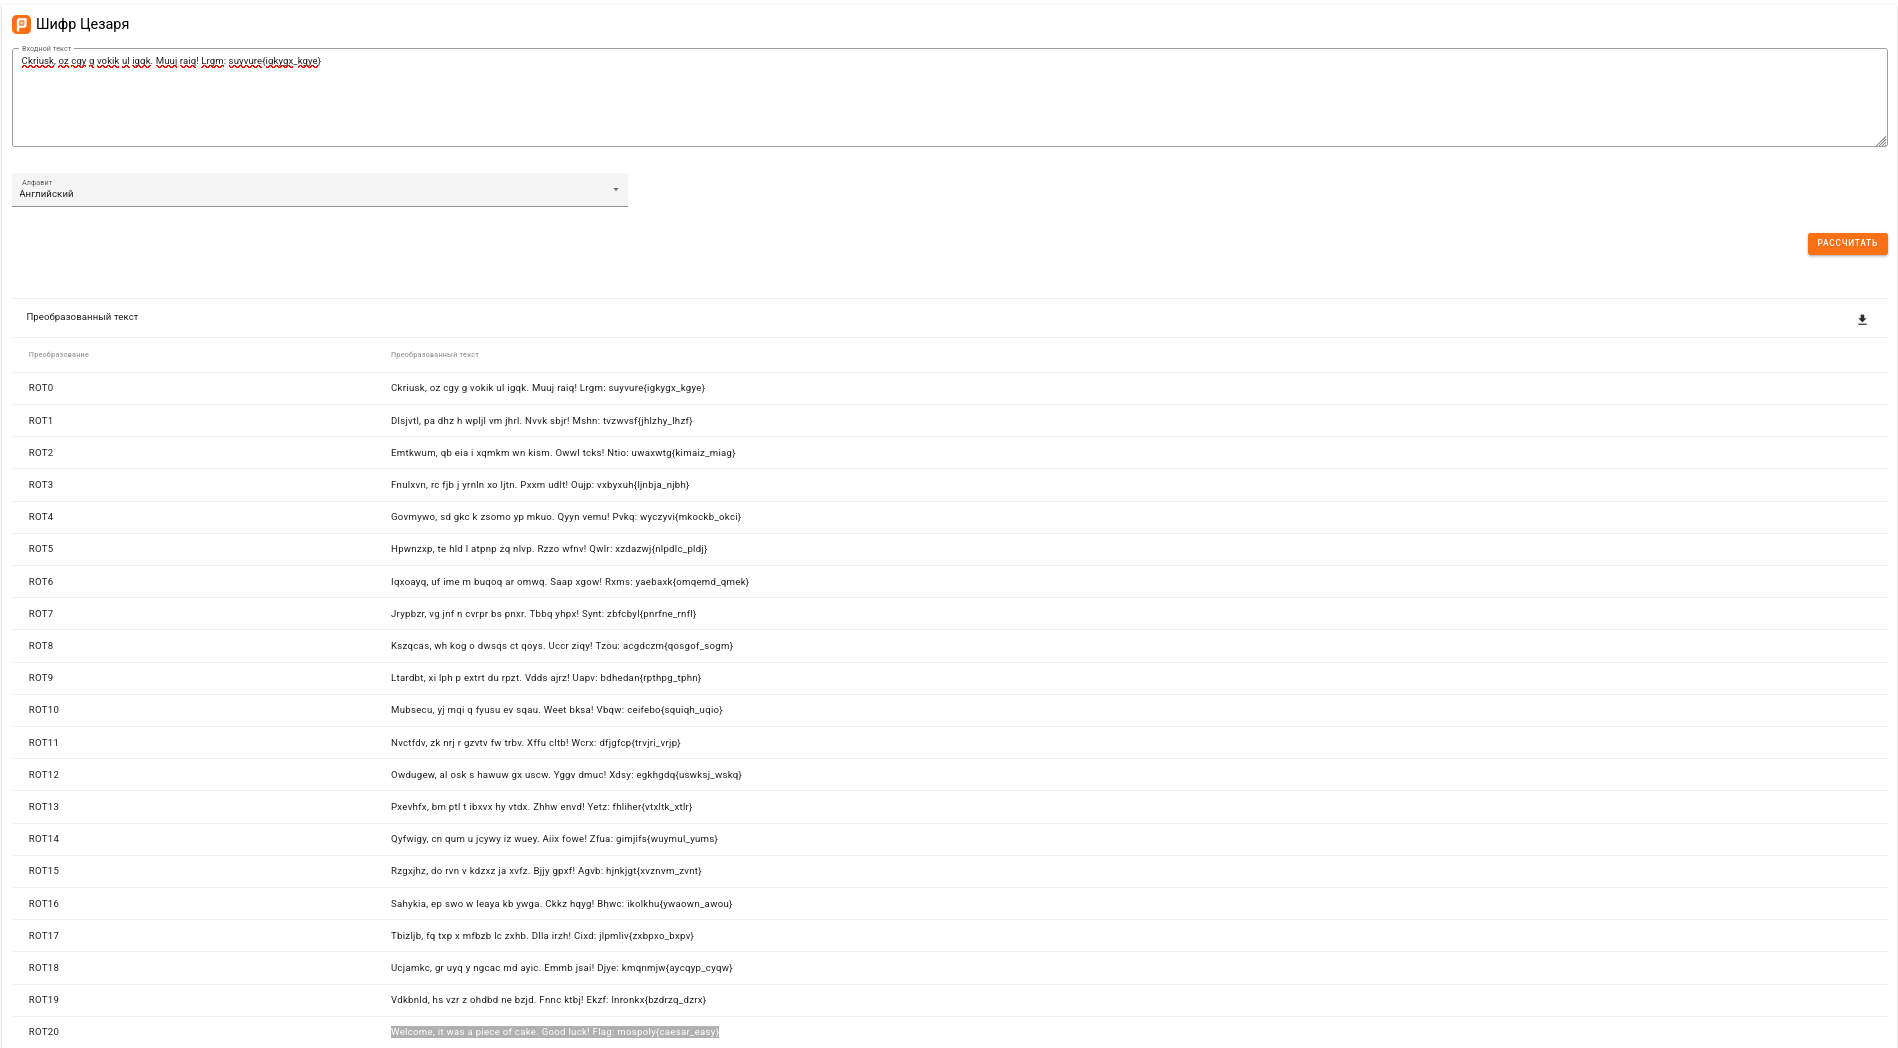 Шифр Цезаря
Входной текст
Ckriusk, oz cgy g vokik ul igqk. Muuj raiq! Lrgm: suyvure{igkygx_kgye}
Алфавит
Английский
РАССЧИТАТЬ
Преобразованный текст
Преобразование Преобразованный текст
ROT0 Ckriusk, oz cgy g vokik ul igqk. Muuj raiq! Lrgm: suyvure{igkygx_kgye}
ROT1 Dlsjvtl, pa dhz h wpljl vm jhrl. Nvvk sbjr! Mshn: tvzwvsf{jhlzhy_lhzf}
ROT2 Emtkwum, qb eia i xqmkm wn kism. Owwl tcks! Ntio: uwaxwtg{kimaiz_miag}
ROT3 Fnulxvn, rc fjb j yrnln xo ljtn. Pxxm udlt! Oujp: vxbyxuh{ljnbja_njbh}
ROT4 Govmywo, sd gkc k zsomo yp mkuo. Qyyn vemu! Pvkq: wyczyvi{mkockb_okci}
ROT5 Hpwnzxp, te hld l atpnp zq nlvp. Rzzo wfnv! Qwlr: xzdazwj{nlpdlc_pldj}
ROT6 Iqxoayq, uf ime m buqoq ar omwq. Saap xgow! Rxms: yaebaxk{omqemd_qmek}
ROT7 Jrypbzr, vg jnf n cvrpr bs pnxr. Tbbq yhpx! Synt: zbfcbyl{pnrfne_rnfl}
ROT8 Kszqcas, wh kog o dwsqs ct qoys. Uccr ziqy! Tzou: acgdczm{qosgof_sogm}
ROT9 Ltardbt, xi lph p extrt du rpzt. Vdds ajrz! Uapv: bdhedan{rpthpg_tphn}
ROT10 Mubsecu, yj mqi q fyusu ev sqau. Weet bksa! Vbqw: ceifebo{squiqh_uqio}
ROT11 Nvctfdv, zk nrj r gzvtv fw trbv. Xffu cltb! Wcrx: dfjgfcp{trvjri_vrjp}
ROT12 Owdugew, al osk s hawuw gx uscw. Yggv dmuc! Xdsy: egkhgdq{uswksj_wskq}
ROT13 Pxevhfx, bm ptl t ibxvx hy vtdx. Zhhw envd! Yetz: fhliher{vtxltk_xtlr}
ROT14 Qyfwigy, cn qum u jcywy iz wuey. Aiix fowe! Zfua: gimjifs{wuymul_yums}
ROT15 Rzgxjhz, do rvn v kdzxz ja xvfz. Bjjy gpxf! Agvb: hjnkjgt{xvznvm_zvnt}
ROT16 Sahykia, ep swo w leaya kb ywga. Ckkz hqyg! Bhwc: ikolkhu{ywaown_awou}
ROT17 Tbizljb, fq txp x mfbzb lc zxhb. Dlla irzh! Cixd: jlpmliv{zxbpxo_bxpv}
ROT18 Ucjamkc, gr uyq y ngcac md ayic. Emmb jsai! Djye: kmqnmjw{aycqyp_cyqw}
ROT19 Vdkbnld, hs vzr z ohdbd ne bzjd. Fnnc ktbj! Ekzf: lnronkx{bzdrzq_dzrx}
ROT20 Welcome, it was a piece of cake. Good luck! Flag: mospoly{caesar_easy}